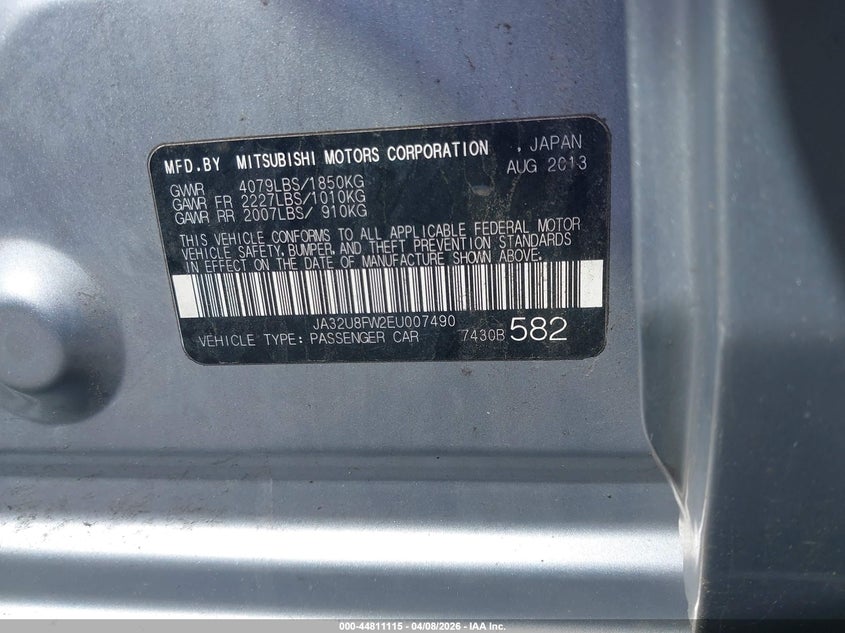 MFD.BY MITSUBISHI MOTORS CORPORATION , JAPAN
AUG 2013
GVWR 4079LBS/1850KG
GAWR FR 2227LBS/1010KG
GAWR RR 2007LBS/ 910KG
THIS VEHICLE CONFORMS TO ALL APPLICABLE FEDERAL MOTOR
VEHICLE SAFETY, BUMPER, AND THEFT PREVENTION STANDARDS
IN EFFECT ON THE DATE OF MANUFACTURE SHOWN ABOVE.
JA32U8FW2EU007490
VEHICLE TYPE: PASSENGER CAR 7430B 582
000-44811115 - 04/08/2026 - IAA Inc.